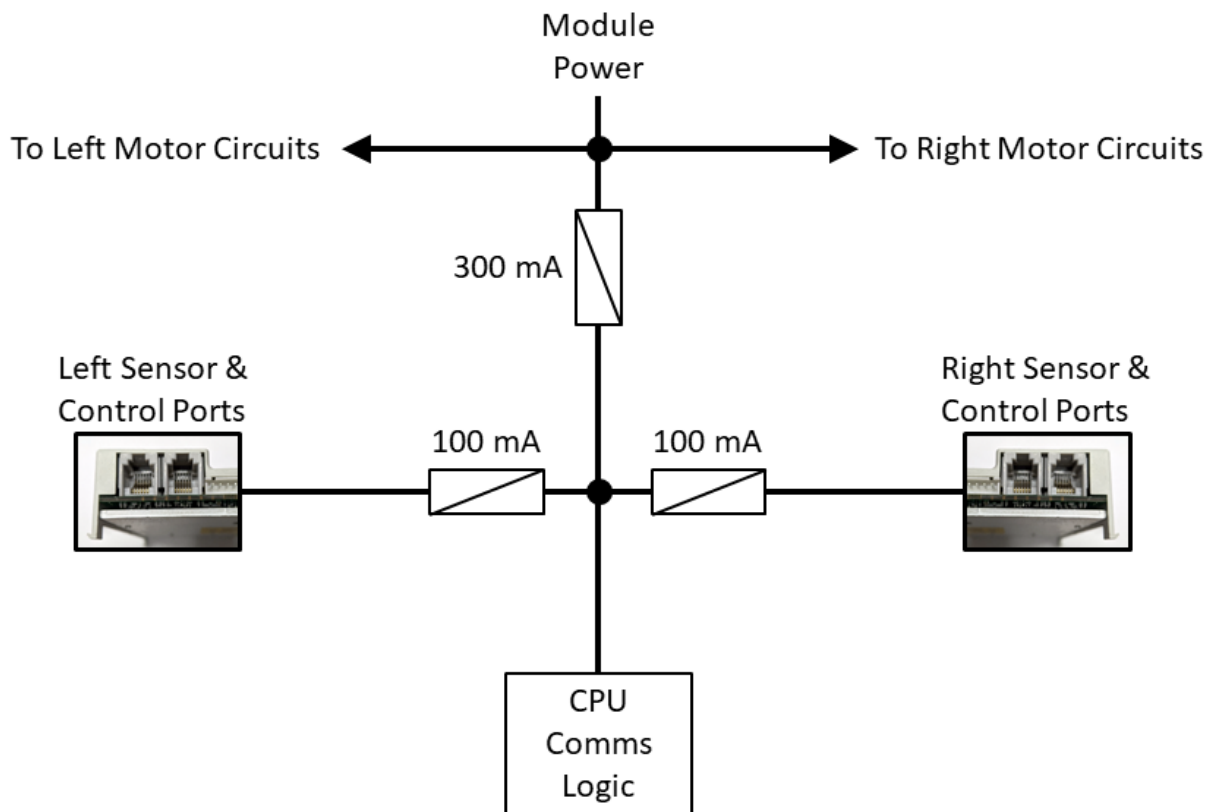 Module
Power
To Left Motor Circuits
To Right Motor Circuits
300 mA
Left Sensor &
Control Ports
Right Sensor &
Control Ports
100 mA
100 mA
CPU
Comms
Logic